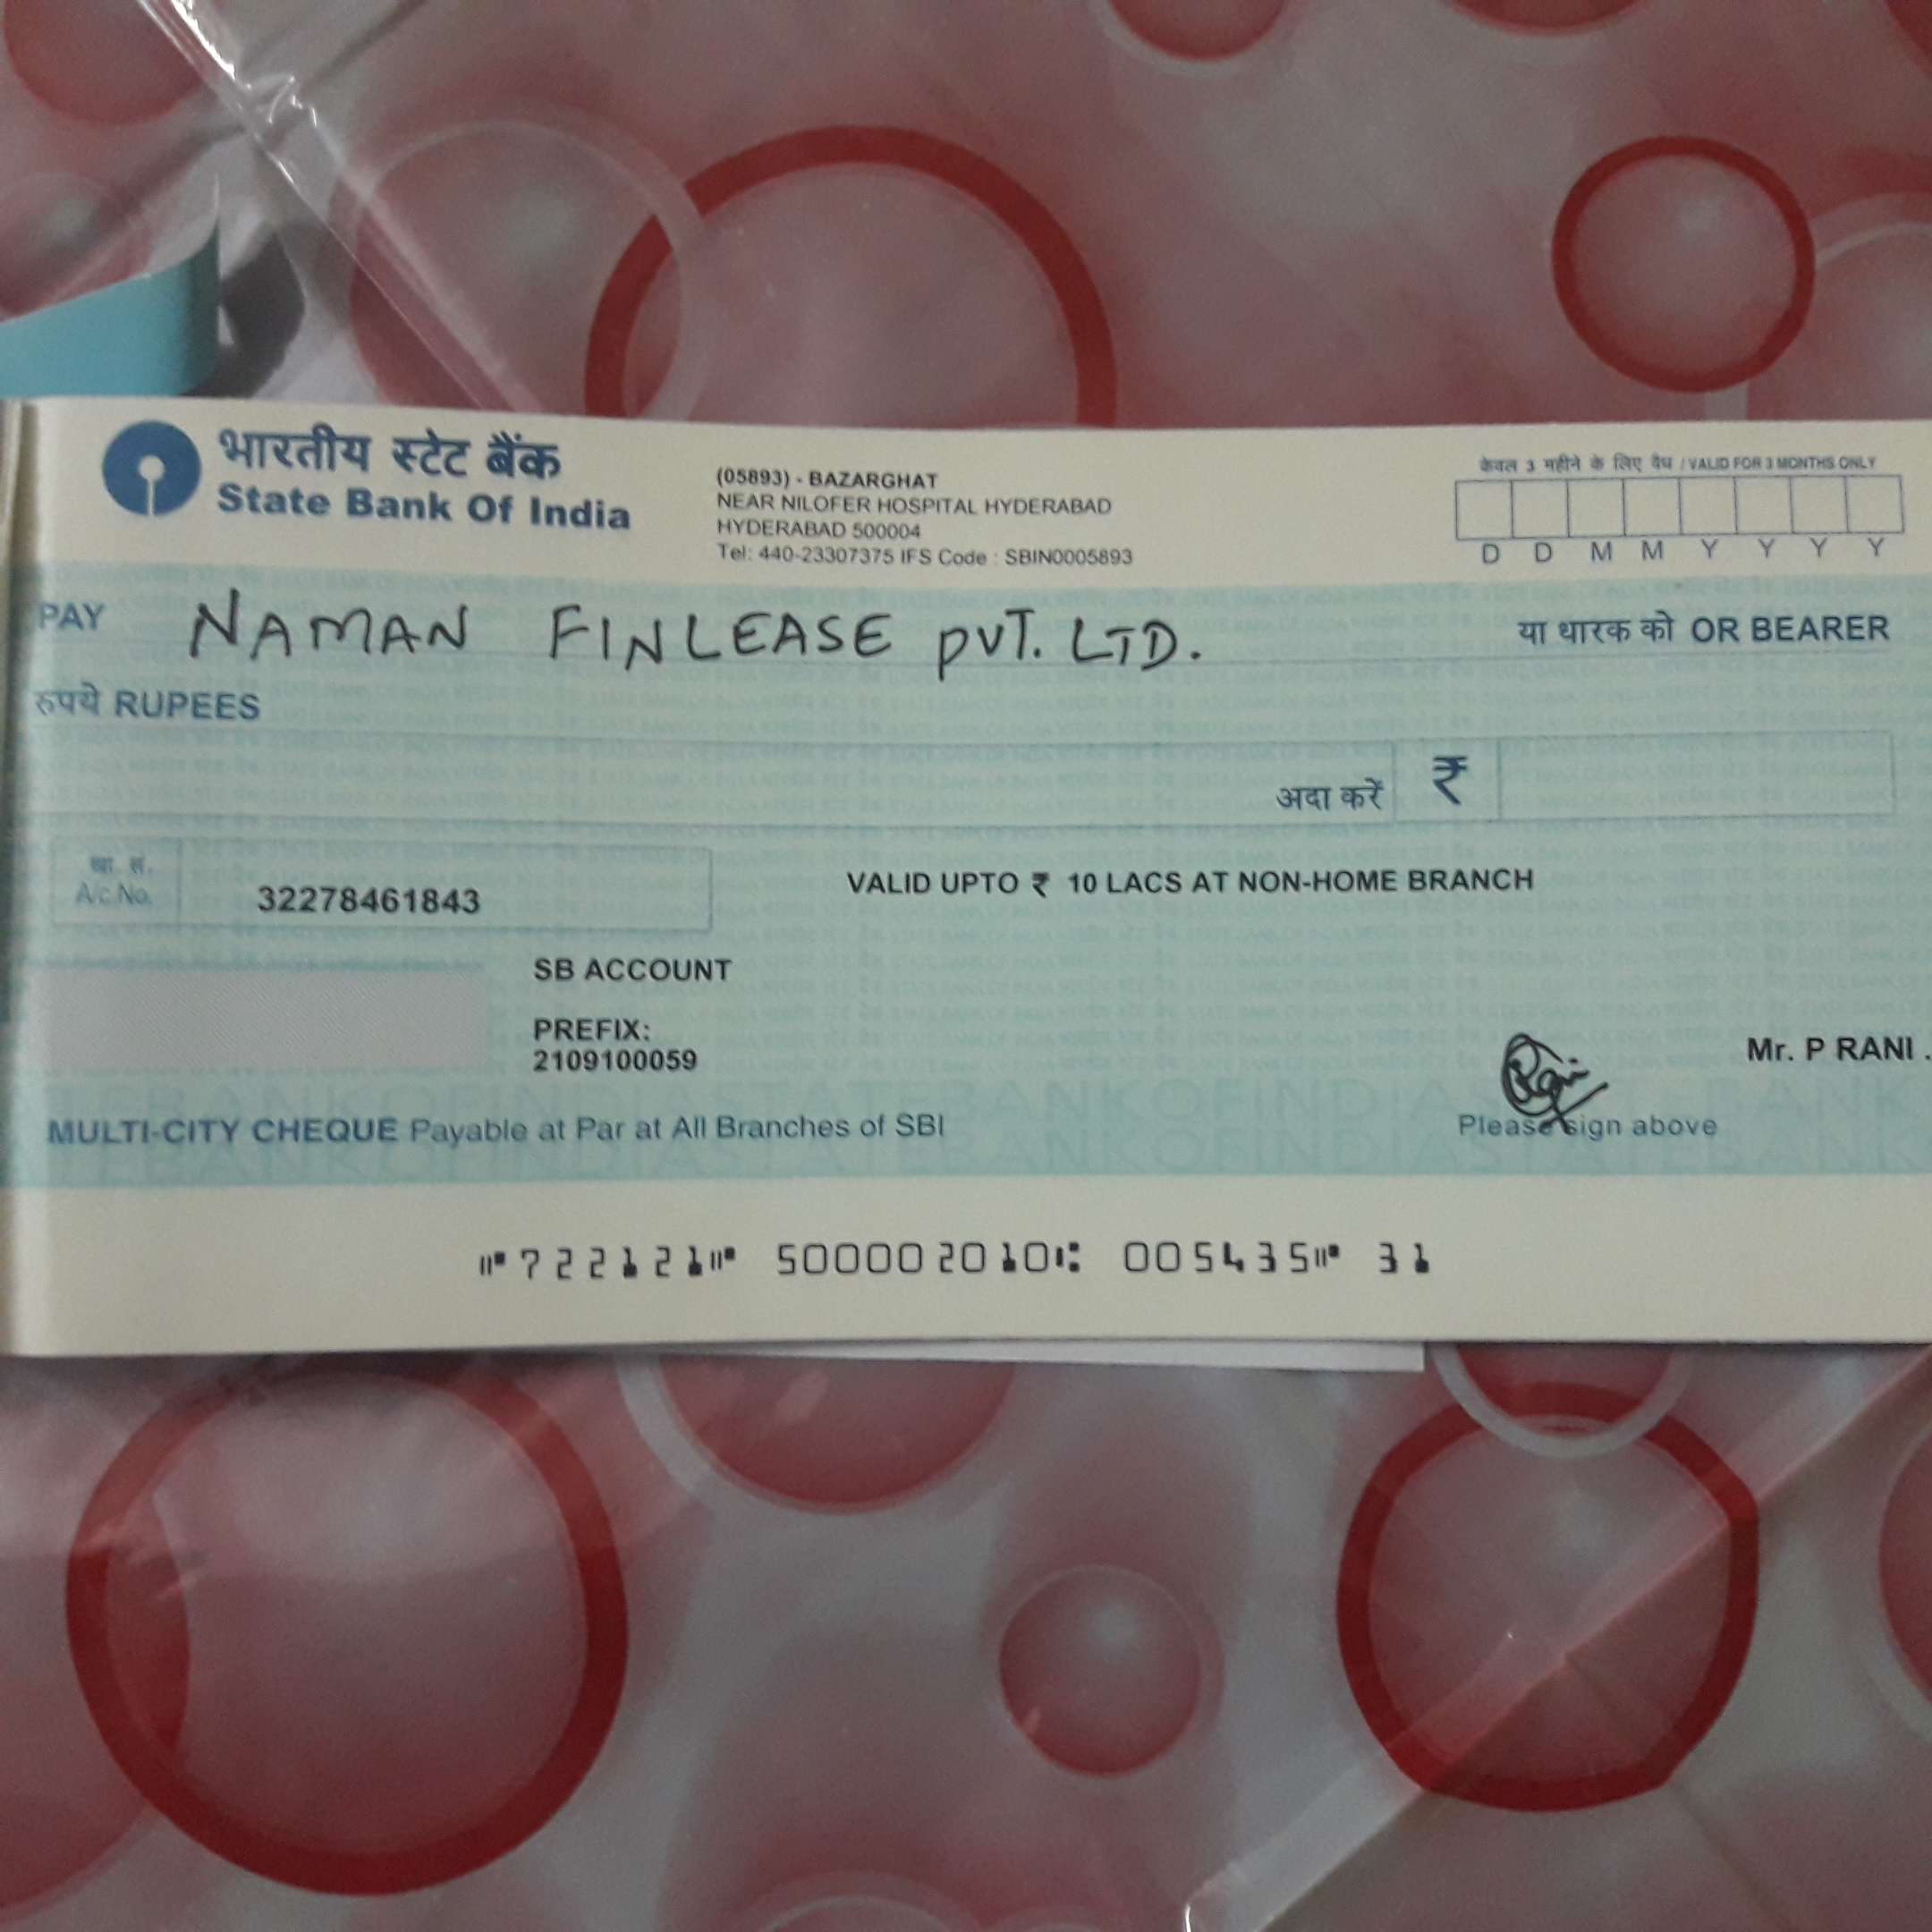 भारतीय स्टेट बैंक
State Bank Of India
(05893) - BAZARGHAT
NEAR NILOFER HOSPITAL HYDERABAD
HYDERABAD 500004
Tel: 440-23307375 IFS Code : SBIN0005893
केवल 3 महीने के लिए वैध / VALID FOR 3 MONTHS ONLY
D D M M Y Y Y Y
PAY NAMAN FINLEASE PVT. LTD. या धारक को OR BEARER
रुपये RUPEES
अदा करें ₹
खा. सं.
A/c. No. 32278461843
VALID UPTO ₹ 10 LACS AT NON-HOME BRANCH
SB ACCOUNT
PREFIX:
2109100059
Mr. P RANI .
MULTI-CITY CHEQUE Payable at Par at All Branches of SBI
Please sign above
⑈722121⑈ 500002010⑆ 005435⑈ 31